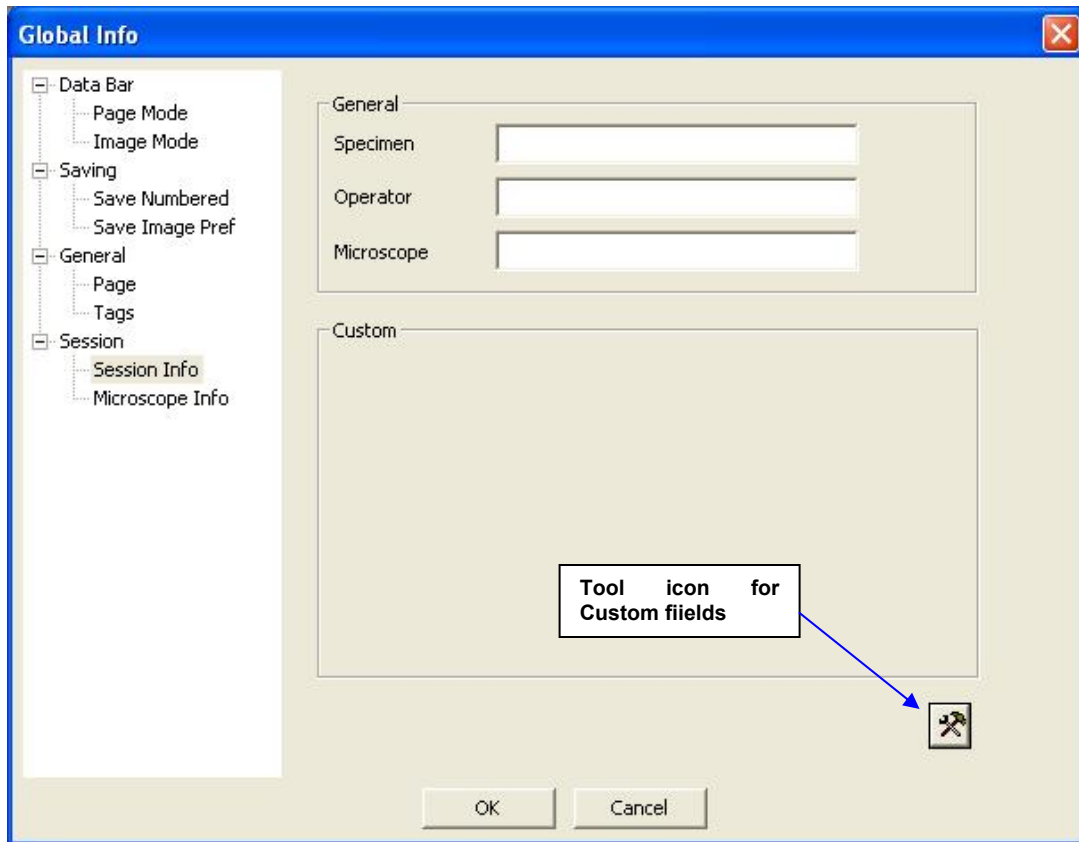 Global Info
Data Bar
Page Mode
Image Mode
Saving
Save Numbered
Save Image Pref
General
Page
Tags
Session
Session Info
Microscope Info
General
Specimen
Operator
Microscope
Custom
Tool icon for
Custom fiields
OK
Cancel